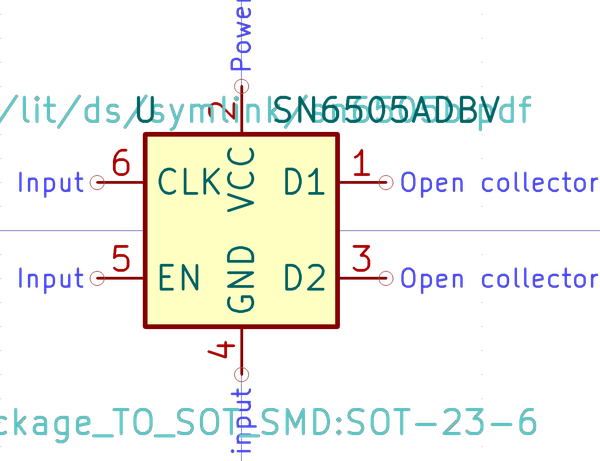 Power
/lit/ds/symlink/sn6505b.pdf
U
SN6505ADBV
2
6
CLK
VCC
D1
1
Input
Open collector
5
EN
GND
D2
3
Input
Open collector
4
input
ckage_TO_SOT_SMD:SOT-23-6